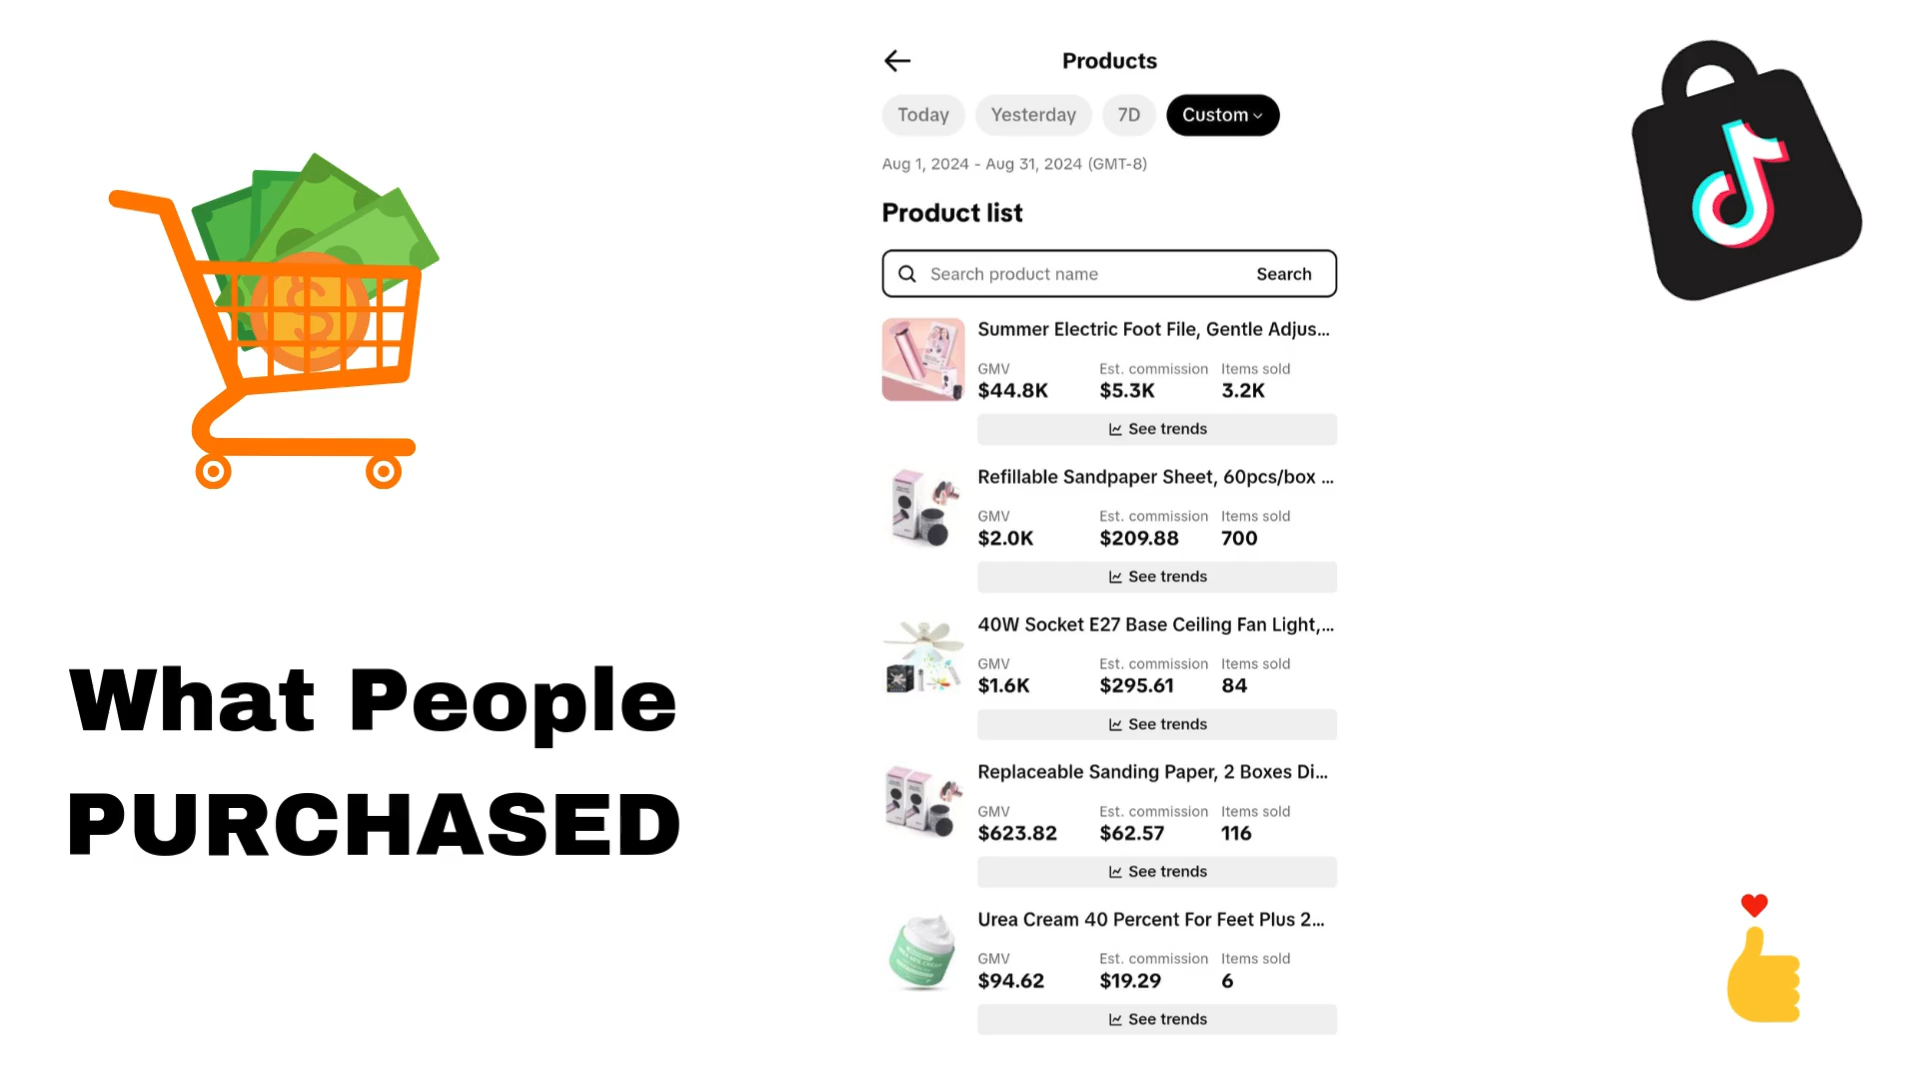 What People
PURCHASED
Products
Today
Yesterday
7D
Custom
Aug 1, 2024 - Aug 31, 2024 (GMT-8)
Product list
Search product name
Search
Summer Electric Foot File, Gentle Adjus...
GMV
Est. commission
Items sold
$44.8K
$5.3K
3.2K
See trends
Refillable Sandpaper Sheet, 60pcs/box ...
GMV
Est. commission
Items sold
$2.0K
$209.88
700
See trends
40W Socket E27 Base Ceiling Fan Light,...
GMV
Est. commission
Items sold
$1.6K
$295.61
84
See trends
Replaceable Sanding Paper, 2 Boxes Di...
GMV
Est. commission
Items sold
$623.82
$62.57
116
See trends
Urea Cream 40 Percent For Feet Plus 2...
GMV
Est. commission
Items sold
$94.62
$19.29
6
See trends